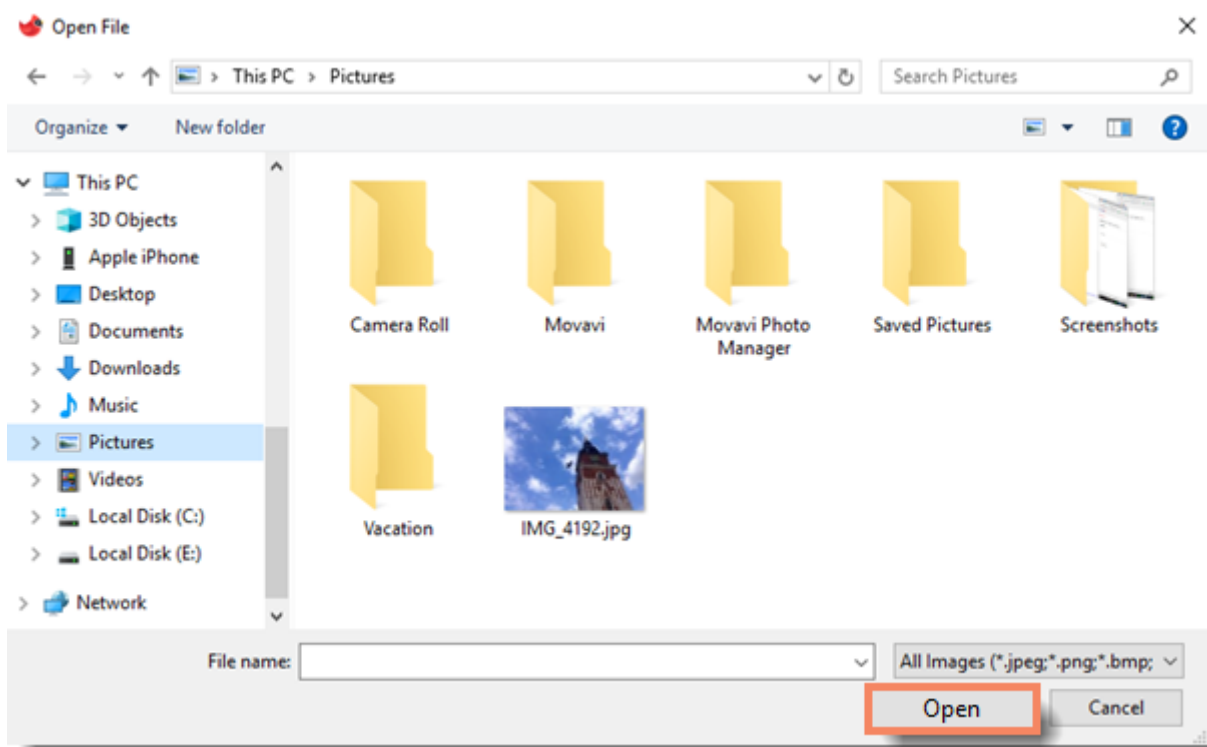 Open File
This PC > Pictures
Search Pictures
Organize
New folder
This PC
3D Objects
Apple iPhone
Desktop
Documents
Downloads
Music
Pictures
Videos
Local Disk (C:)
Local Disk (E:)
Network
Camera Roll
Movavi
Movavi Photo
Manager
Saved Pictures
Screenshots
Vacation
IMG_4192.jpg
File name:
All Images (*.jpeg;*.png;*.bmp;
Open
Cancel